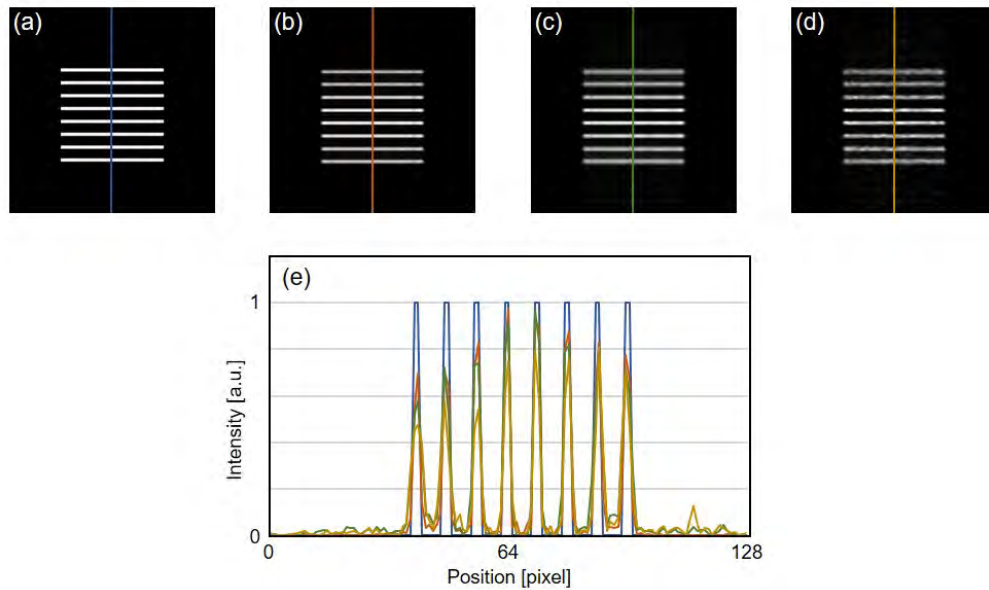 (a)
(b)
(c)
(d)
(e)
1
Intensity [a.u.]
0
0
64
128
Position [pixel]